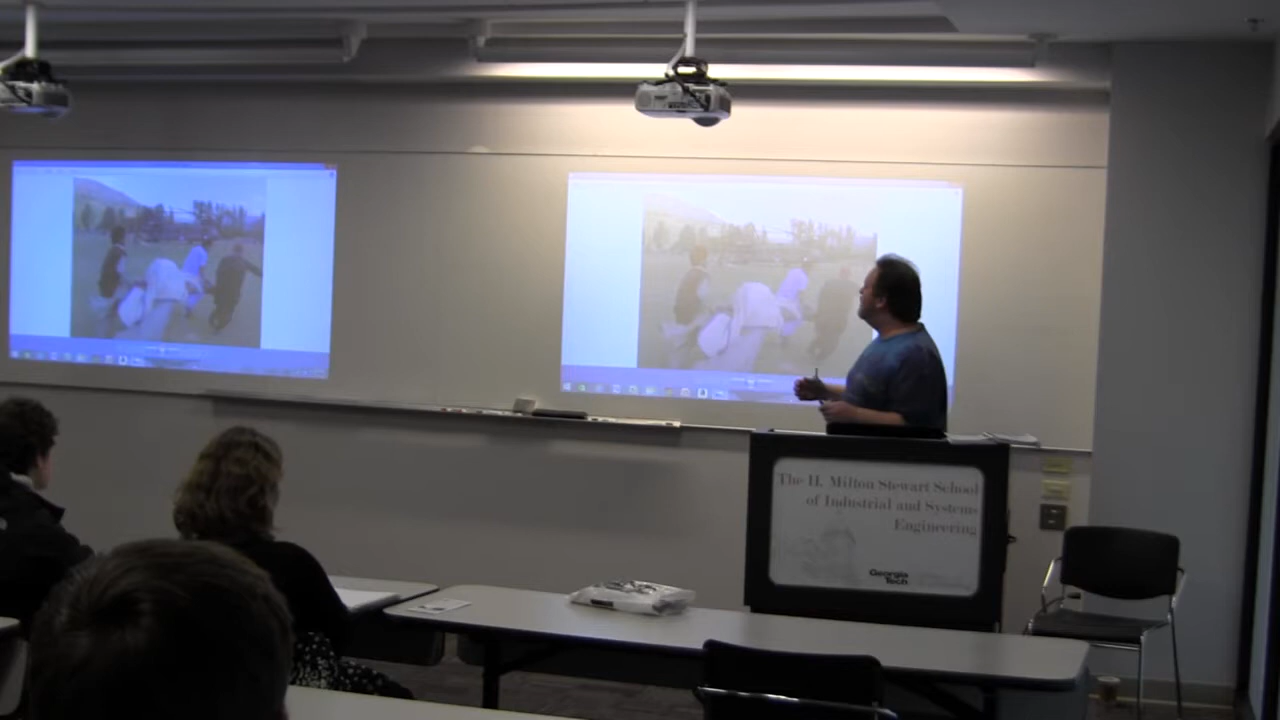 The H. Milton Stewart School
of Industrial and Systems
Engineering
Georgia
Tech